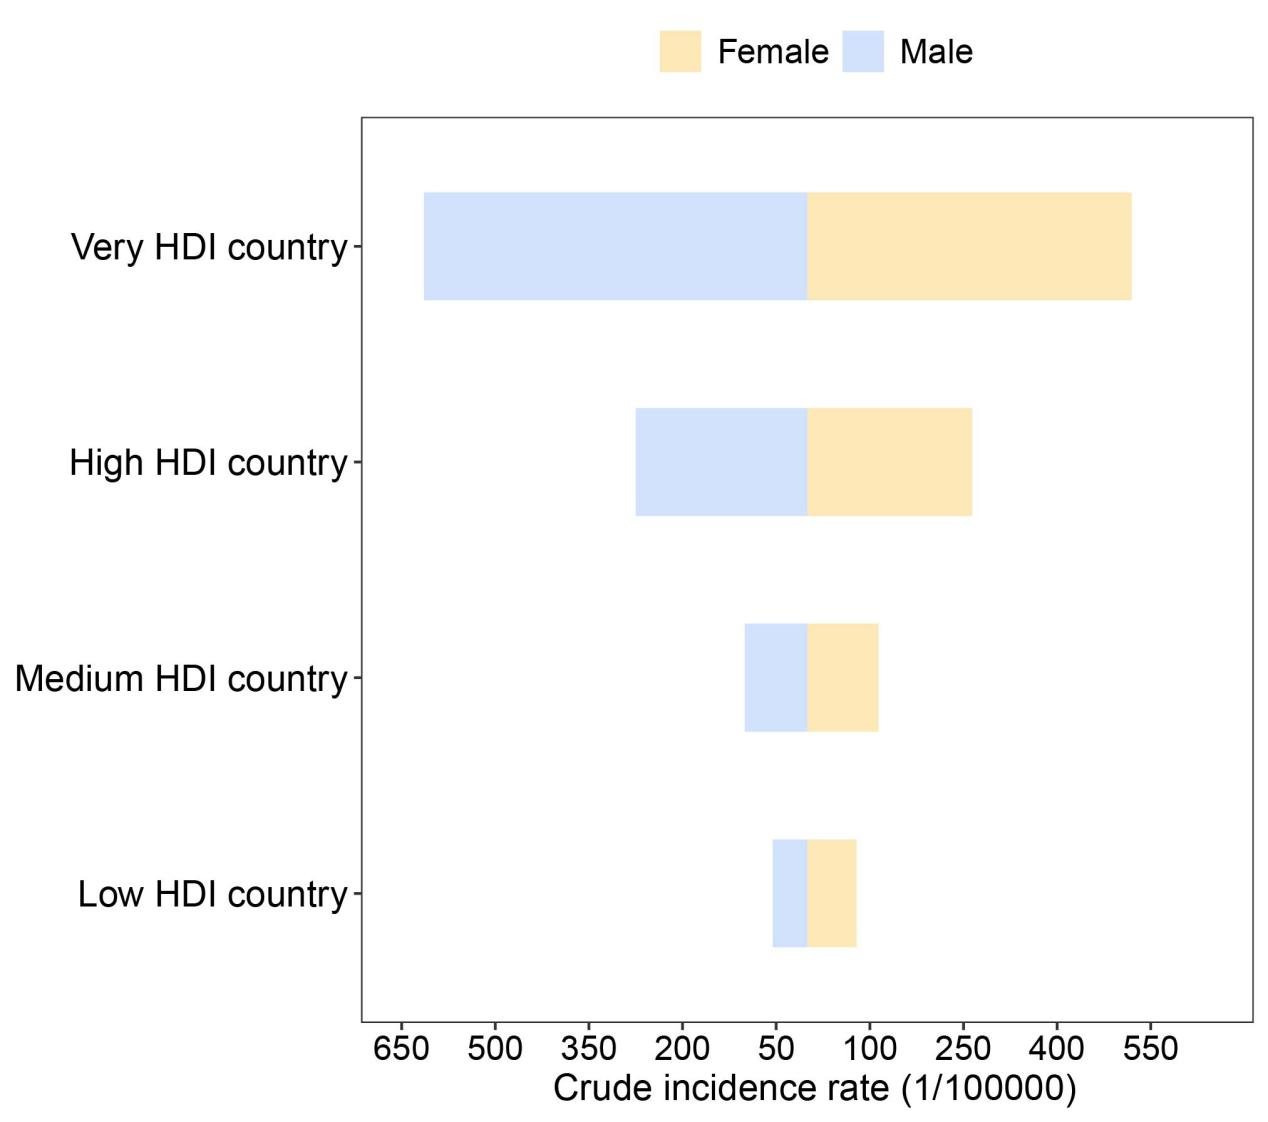 Female Male
Very HDI country
High HDI country
Medium HDI country
Low HDI country
650 500 350 200 50 100 250 400 550
Crude incidence rate (1/100000)